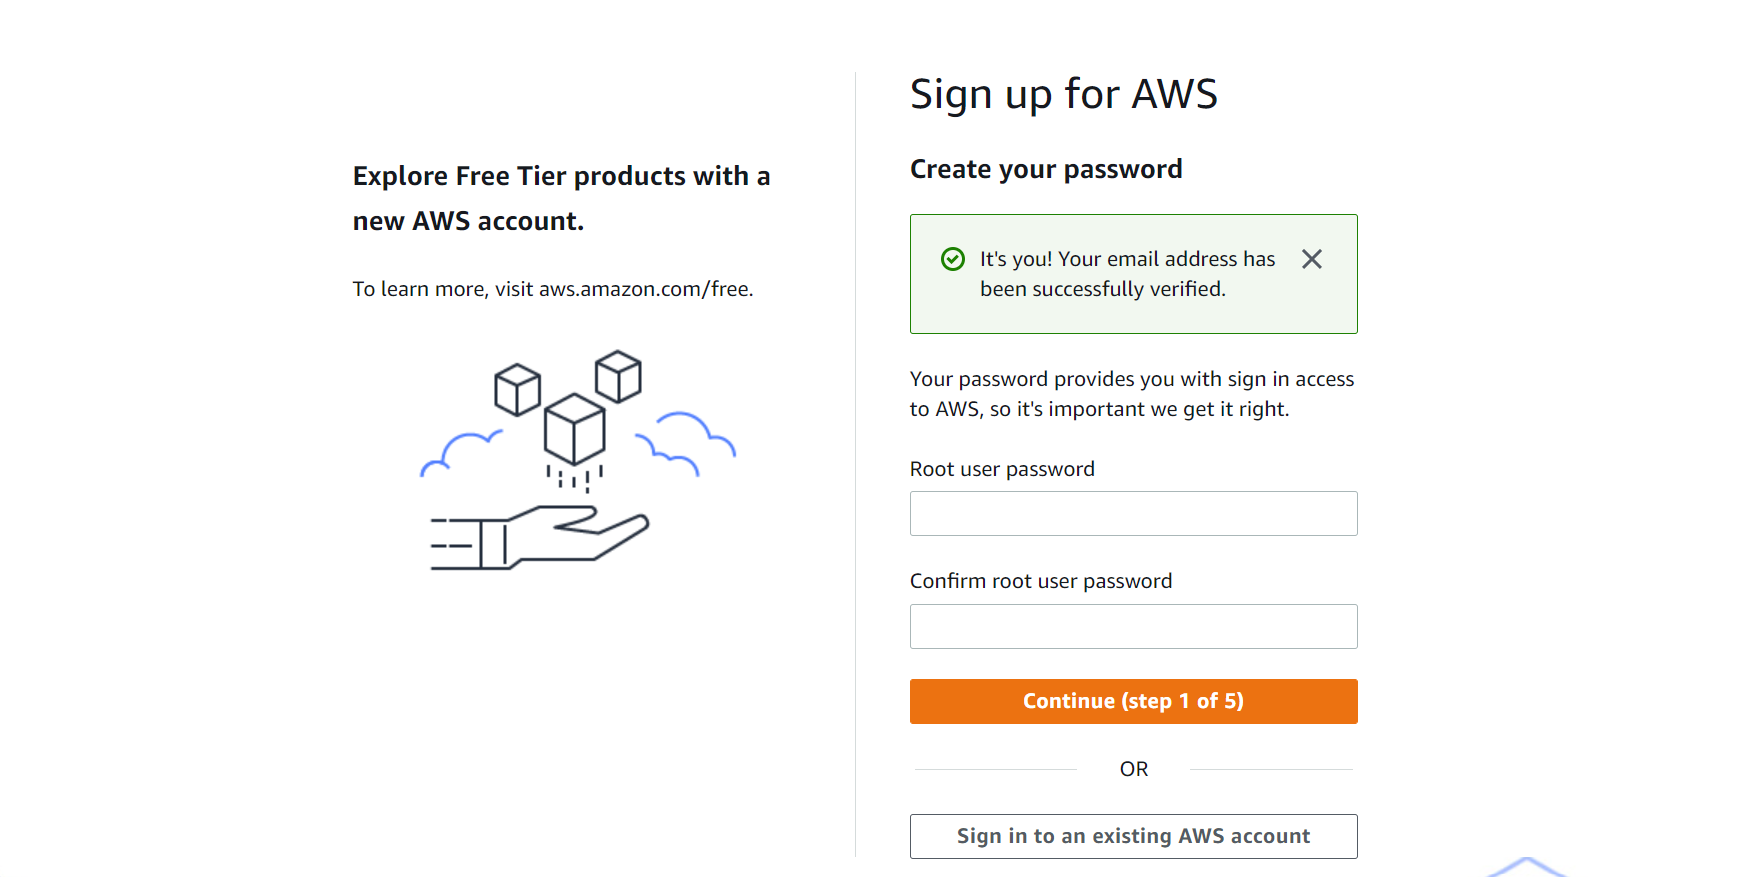 Explore Free Tier products with a
new AWS account.
To learn more, visit aws.amazon.com/free.
Sign up for AWS
Create your password
It's you! Your email address has
been successfully verified.
Your password provides you with sign in access
to AWS, so it's important we get it right.
Root user password
Confirm root user password
Continue (step 1 of 5)
OR
Sign in to an existing AWS account